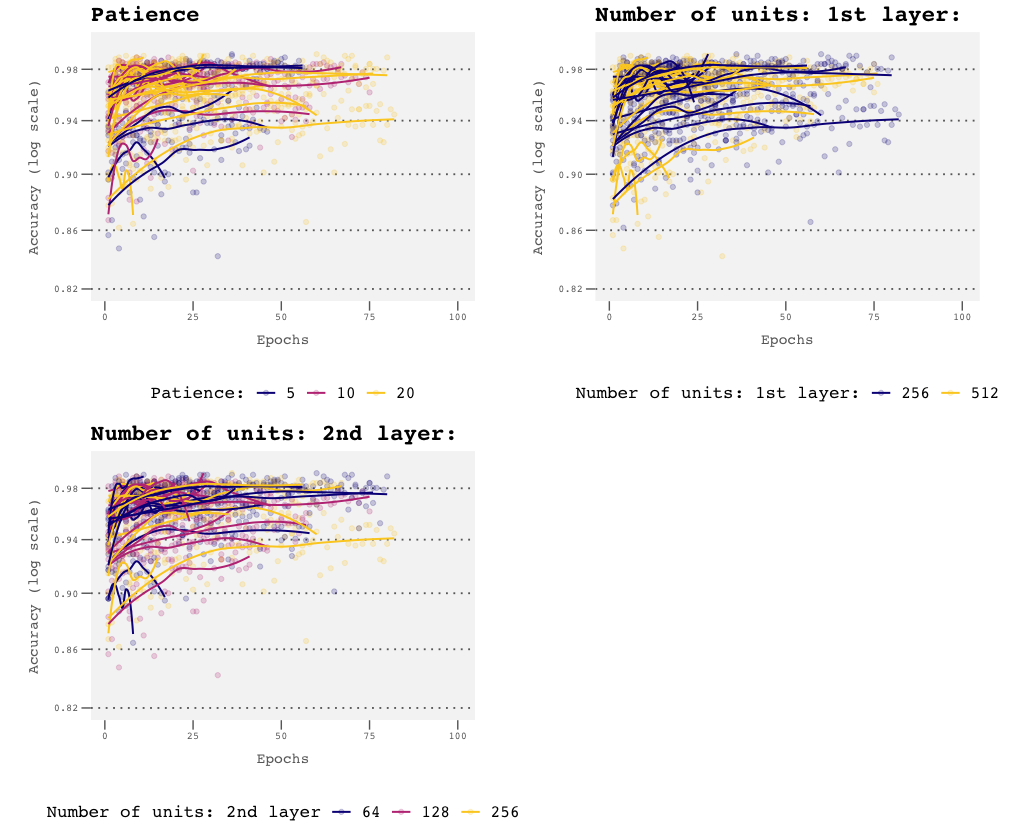 Patience
Accuracy (log scale)
0.98
0.94
0.90
0.86
0.82
0 25 50 75 100
Epochs
Patience: 5 10 20
Number of units: 1st layer:
Accuracy (log scale)
0.98
0.94
0.90
0.86
0.82
0 25 50 75 100
Epochs
Number of units: 1st layer: 256 512
Number of units: 2nd layer:
Accuracy (log scale)
0.98
0.94
0.90
0.86
0.82
0 25 50 75 100
Epochs
Number of units: 2nd layer 64 128 256